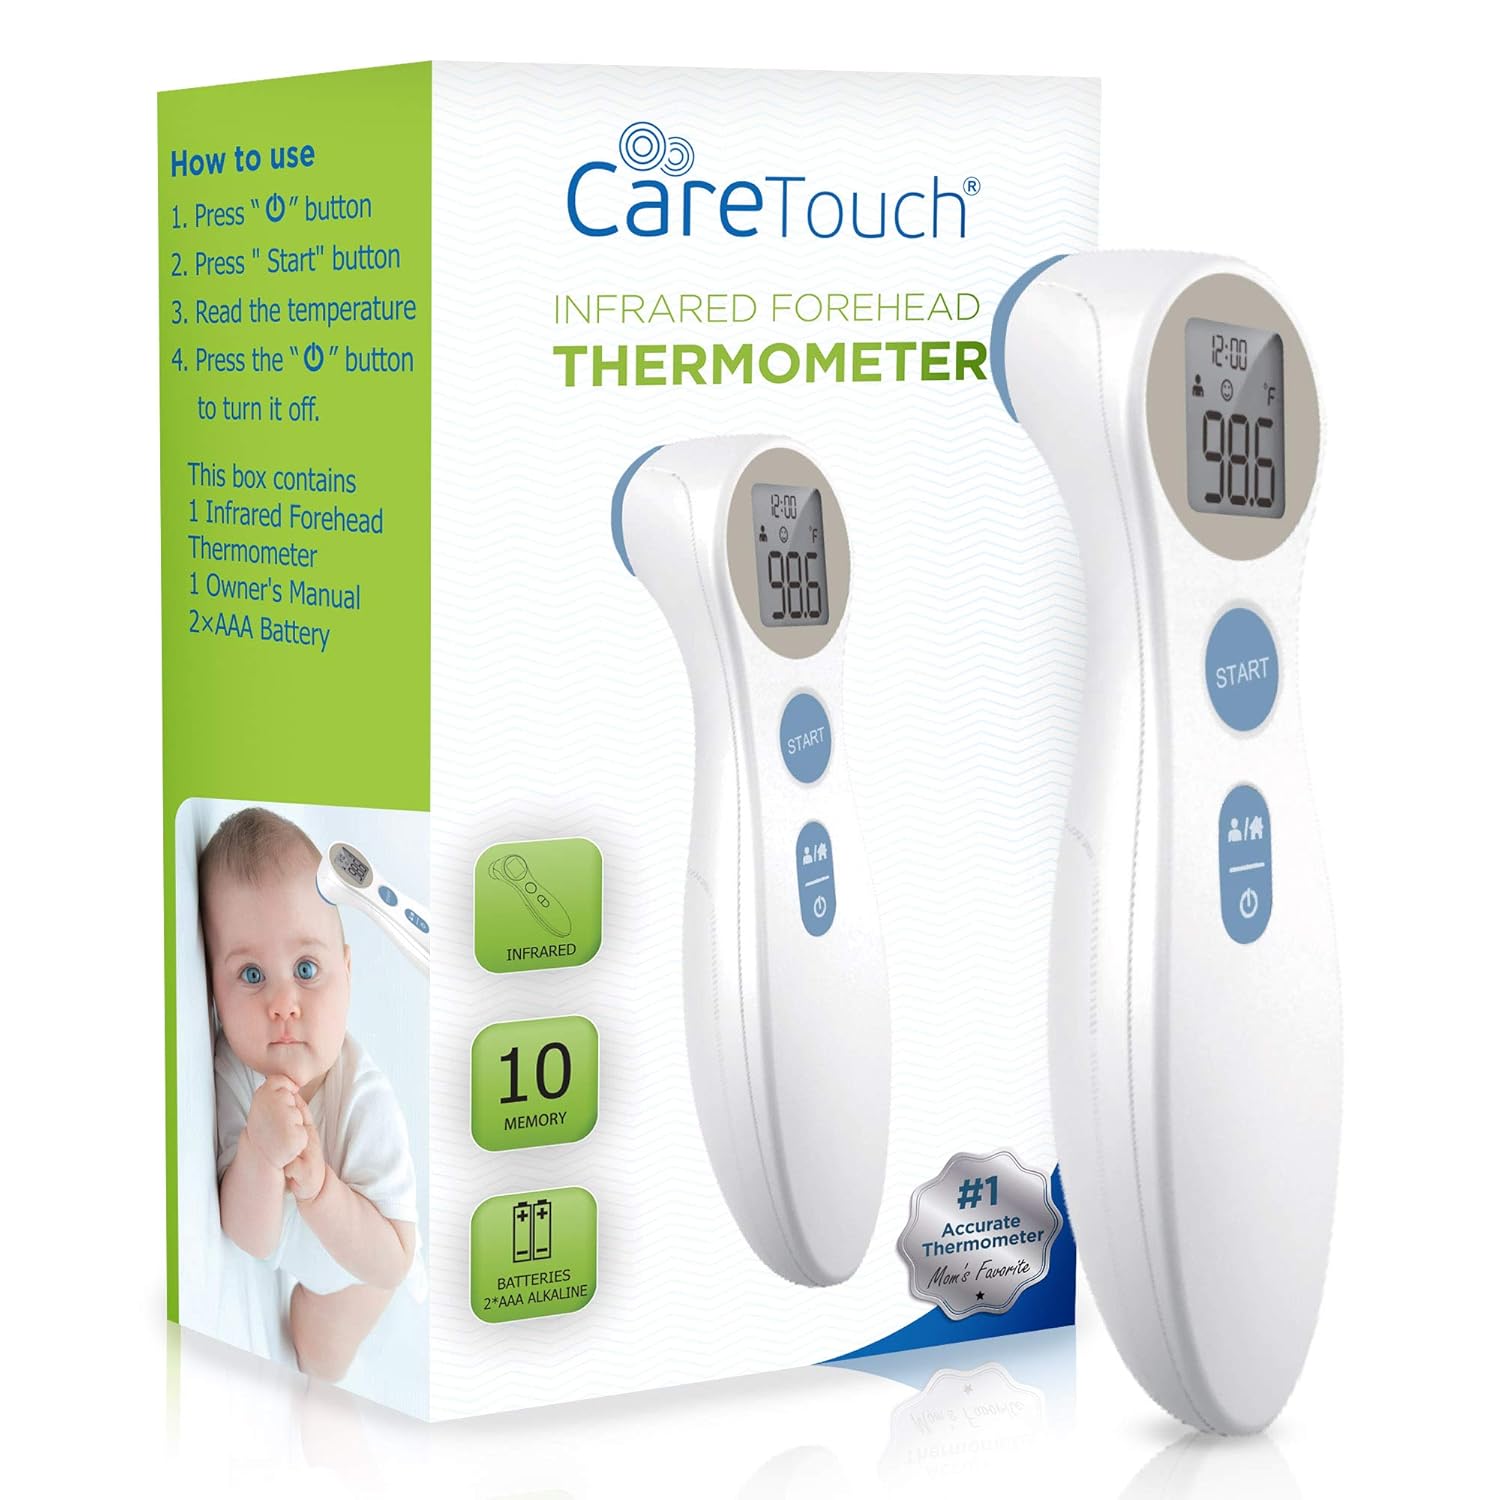 How to use
1. Press "⏻" button
2. Press " Start" button
3. Read the temperature
4. Press the "⏻" button
to turn it off.
This box contains
1 Infrared Forehead
Thermometer
1 Owner's Manual
2×AAA Battery
CareTouch®
INFRARED FOREHEAD
THERMOMETER
12:00
°F
98.6
START
INFRARED
10
MEMORY
BATTERIES
2*AAA ALKALINE
#1
Accurate
Thermometer
Mom's Favorite
12:00
°F
98.6
START